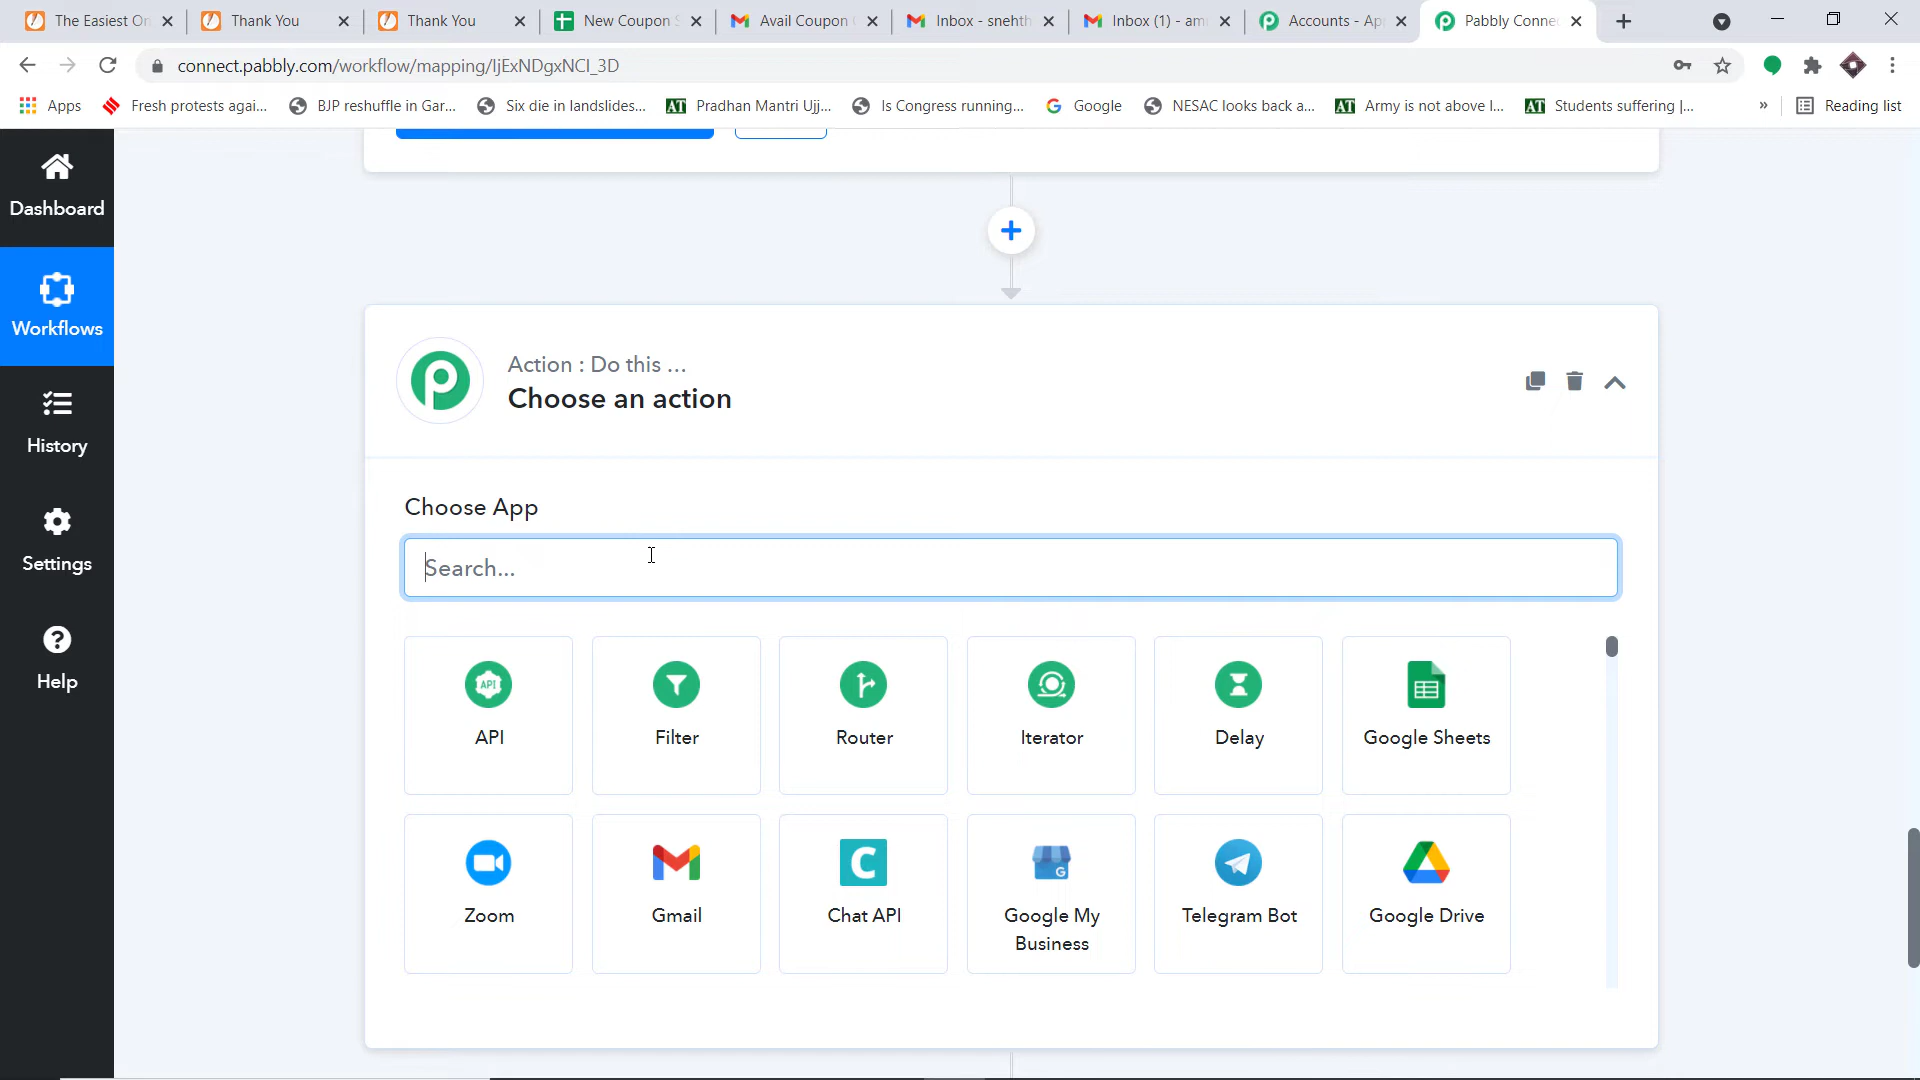 The Easiest On
Thank You
Thank You
New Coupon S
Avail Coupon
Inbox - snehth
Inbox (1) - am
Accounts - Ap
Pabbly Conne
connect.pabbly.com/workflow/mapping/IjExNDgxNCI_3D
Apps
Fresh protests agai...
BJP reshuffle in Gar...
Six die in landslides...
AT Pradhan Mantri Ujj...
Is Congress running...
Google
NESAC looks back a...
AT Army is not above l...
AT Students suffering |...
»
Reading list
Dashboard
Workflows
History
Settings
Help
Action : Do this ...
Choose an action
Choose App
Search...
API
Filter
Router
Iterator
Delay
Google Sheets
Zoom
Gmail
Chat API
Google My
Business
Telegram Bot
Google Drive